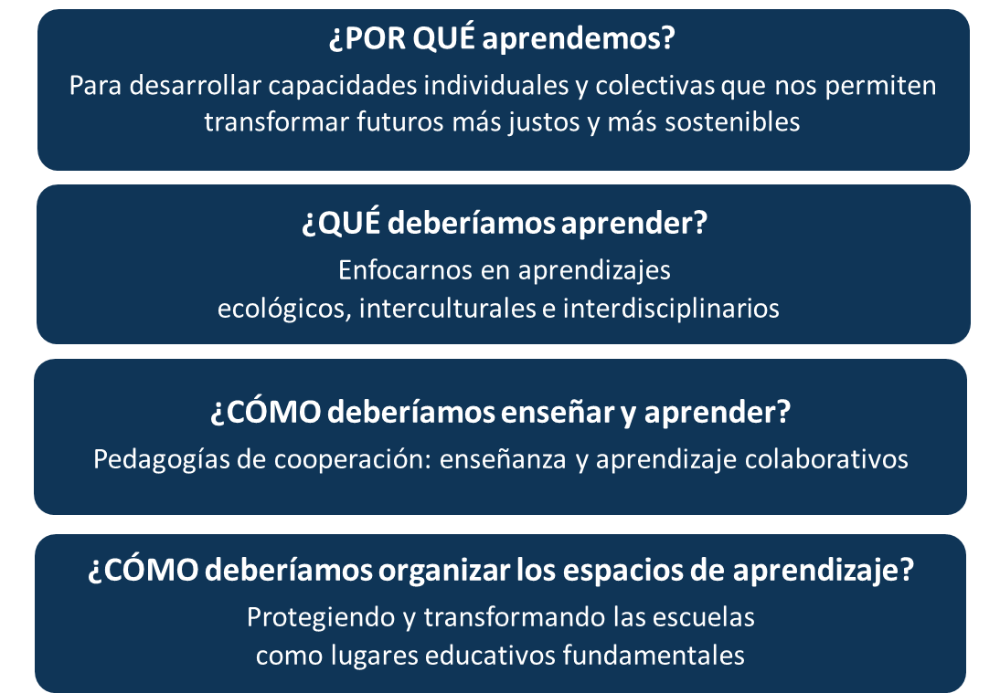 ¿POR QUÉ aprendemos?
Para desarrollar capacidades individuales y colectivas que nos permiten
transformar futuros más justos y más sostenibles
¿QUÉ deberíamos aprender?
Enfocarnos en aprendizajes
ecológicos, interculturales e interdisciplinarios
¿CÓMO deberíamos enseñar y aprender?
Pedagogías de cooperación: enseñanza y aprendizaje colaborativos
¿CÓMO deberíamos organizar los espacios de aprendizaje?
Protegiendo y transformando las escuelas
como lugares educativos fundamentales